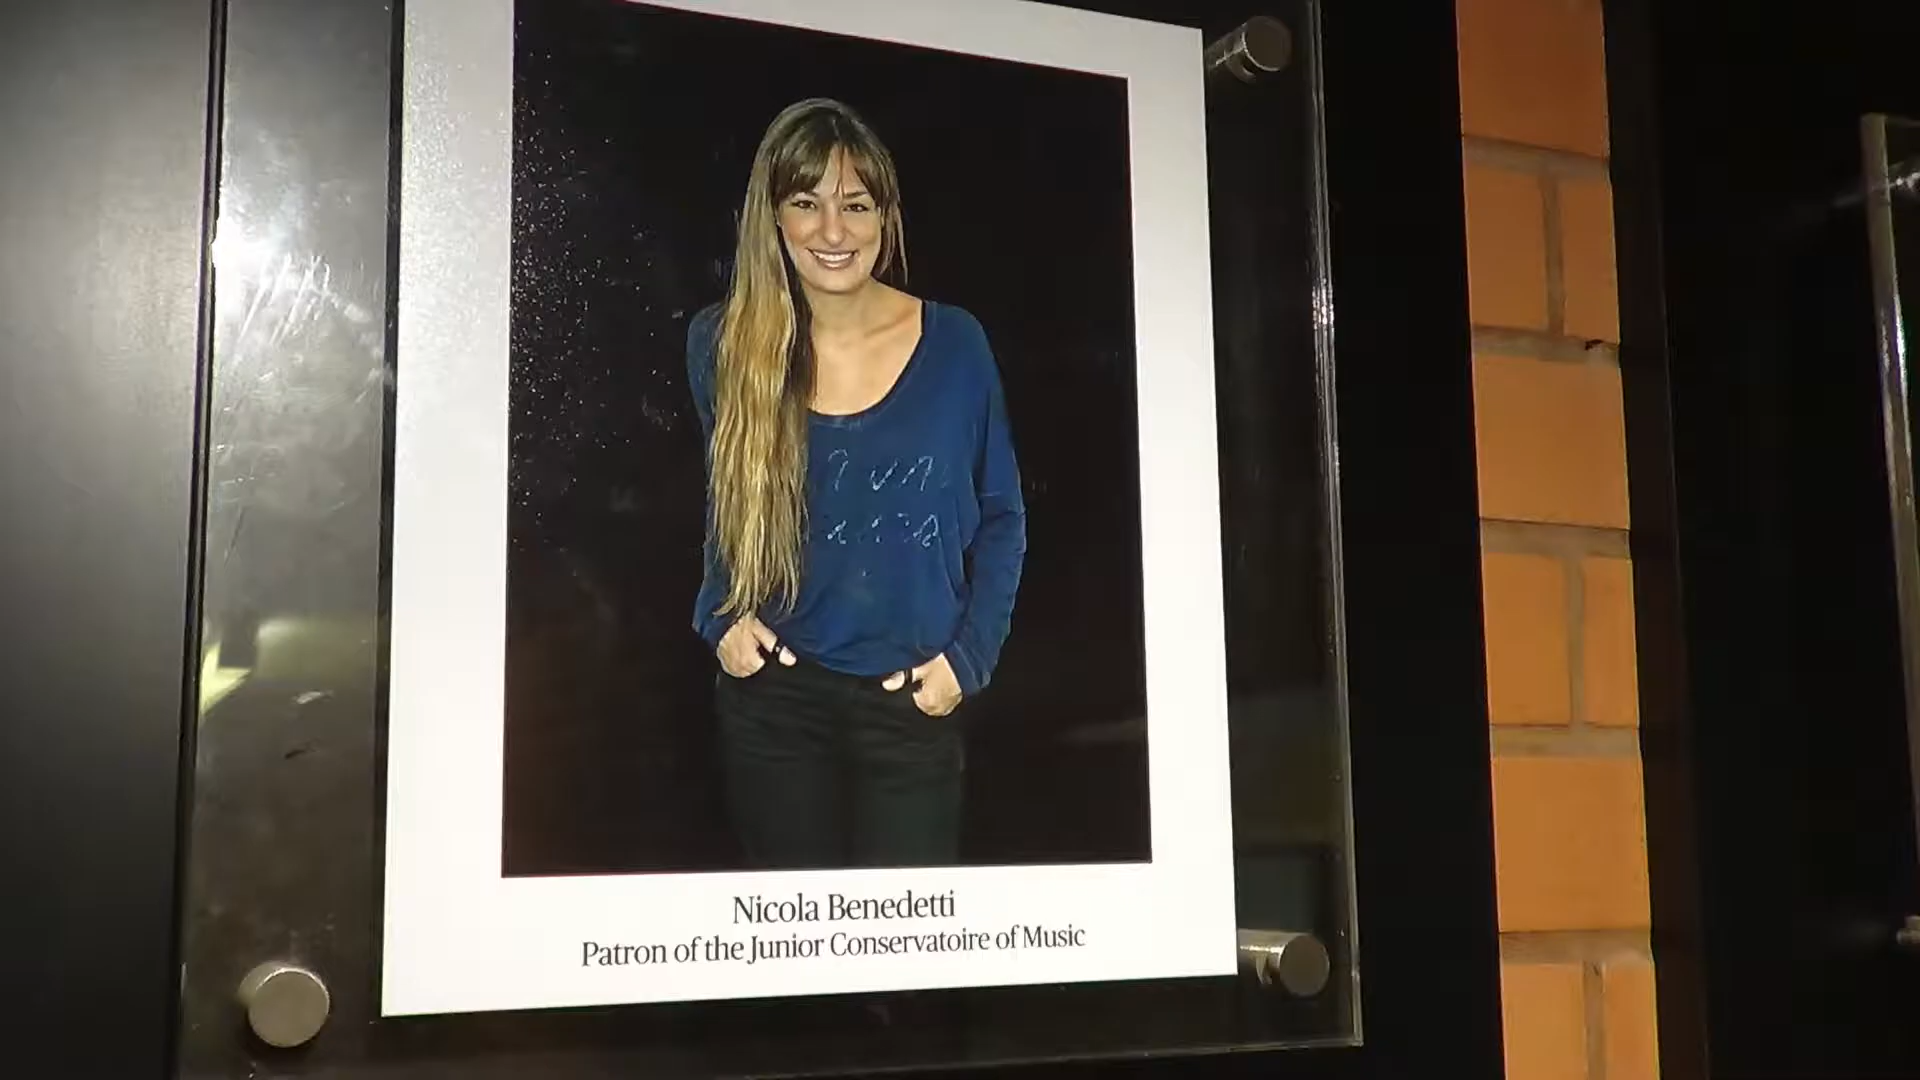 Nicola Benedetti
Patron of the Junior Conservatoire of Music